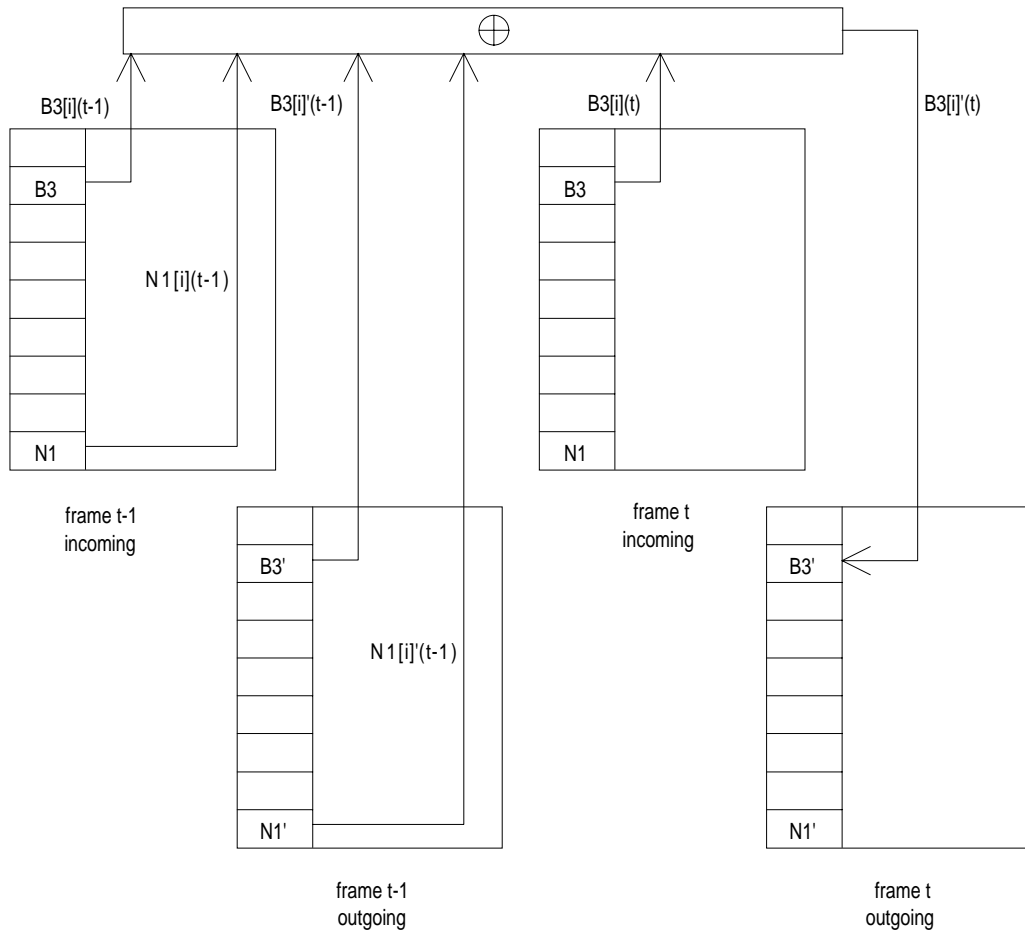 B3[i](t-1)
B3[i]'(t-1)
B3[i](t)
B3[i]'(t)
B3
B3
N1[i](t-1)
N1
N1
frame t-1
incoming
frame t
incoming
B3'
B3'
N1[i]'(t-1)
N1'
N1'
frame t-1
outgoing
frame t
outgoing